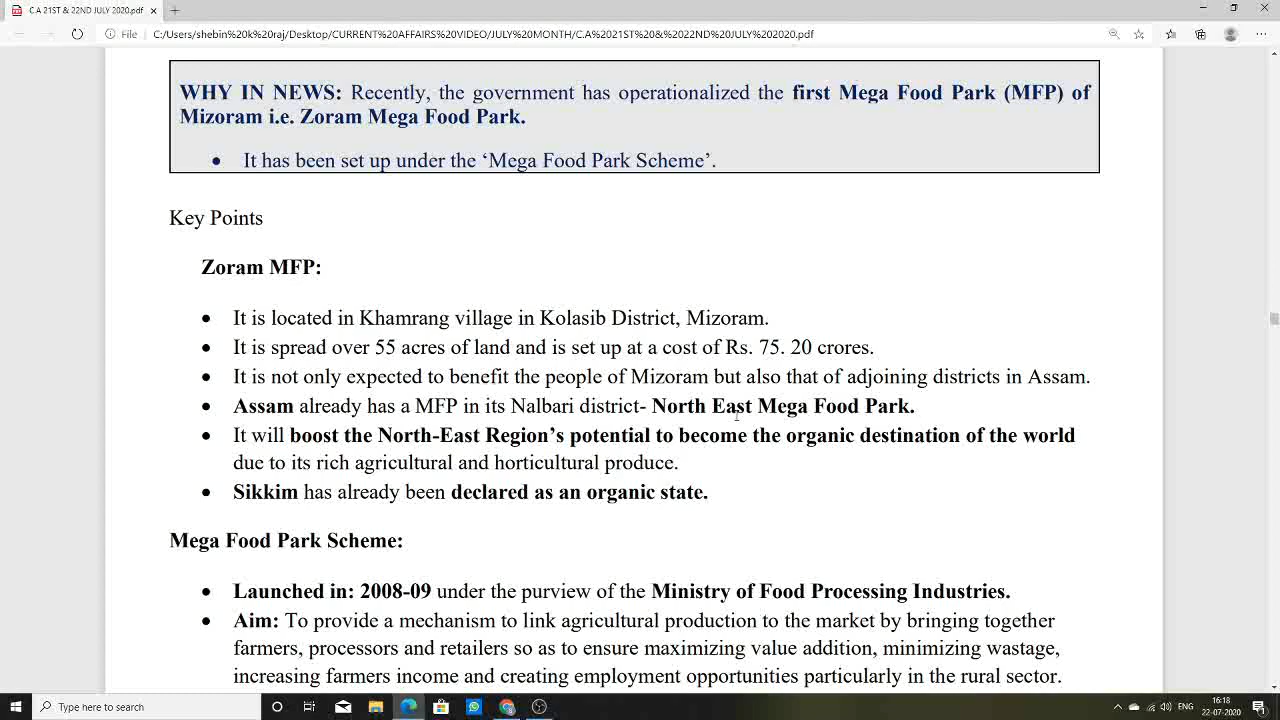 C.A 21ST & 22ND JULY 2020.pdf
File C:/Users/shebin%20k%20raj/Desktop/CURRENT%20AFFAIRS%20VIDEO/JULY%20MONTH/C.A%2021ST%20&%2022ND%20JULY%202020.pdf
WHY IN NEWS: Recently, the government has operationalized the first Mega Food Park (MFP) of
Mizoram i.e. Zoram Mega Food Park.
• It has been set up under the ‘Mega Food Park Scheme’.
Key Points
Zoram MFP:
• It is located in Khamrang village in Kolasib District, Mizoram.
• It is spread over 55 acres of land and is set up at a cost of Rs. 75. 20 crores.
• It is not only expected to benefit the people of Mizoram but also that of adjoining districts in Assam.
• Assam already has a MFP in its Nalbari district- North East Mega Food Park.
• It will boost the North-East Region’s potential to become the organic destination of the world
due to its rich agricultural and horticultural produce.
• Sikkim has already been declared as an organic state.
Mega Food Park Scheme:
• Launched in: 2008-09 under the purview of the Ministry of Food Processing Industries.
• Aim: To provide a mechanism to link agricultural production to the market by bringing together
farmers, processors and retailers so as to ensure maximizing value addition, minimizing wastage,
increasing farmers income and creating employment opportunities particularly in the rural sector.
Type here to search
ENG
16:18
22-07-2020